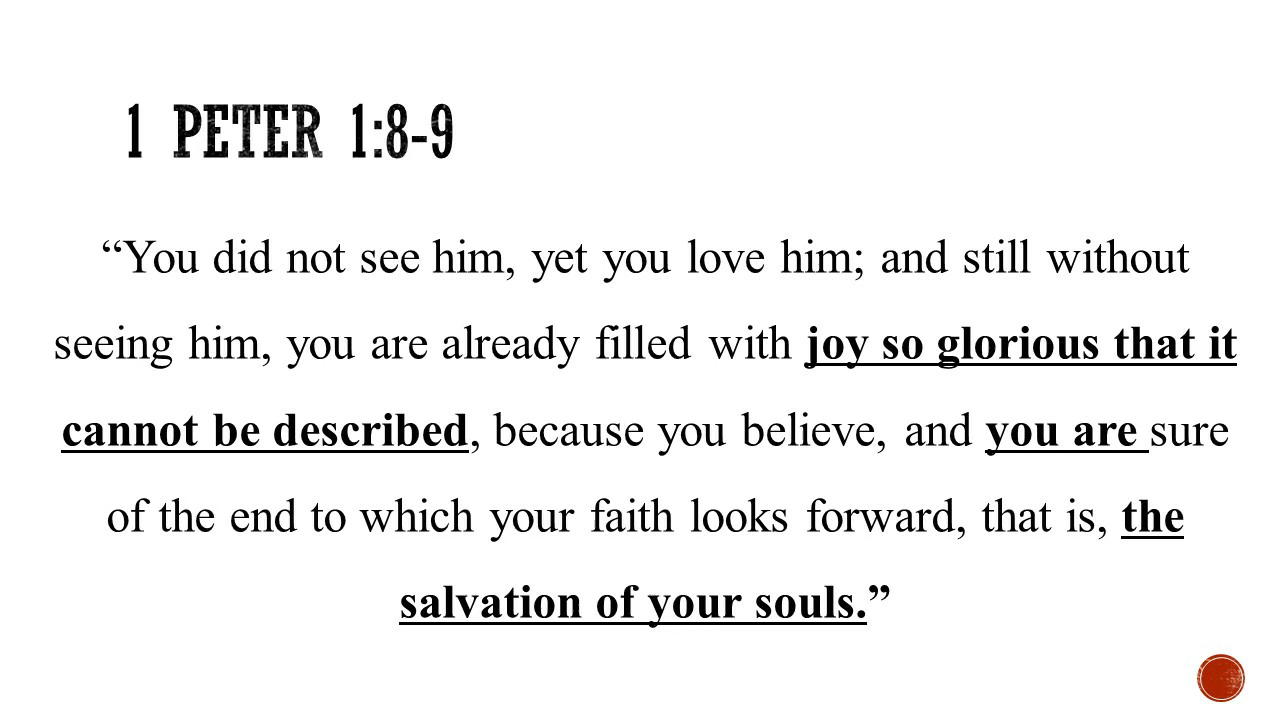 1 PETER 1:8-9
“You did not see him, yet you love him; and still without
seeing him, you are already filled with joy so glorious that it
cannot be described, because you believe, and you are sure
of the end to which your faith looks forward, that is, the
salvation of your souls.”